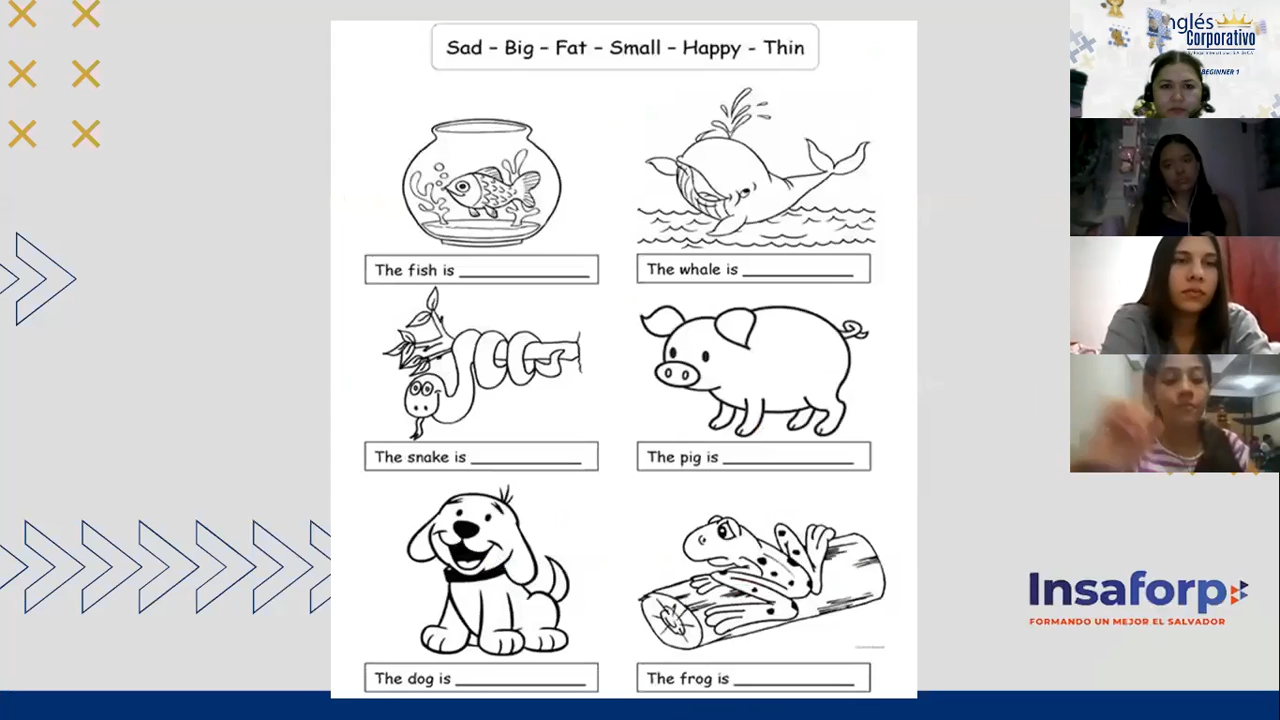 Sad – Big – Fat – Small – Happy - Thin
The fish is ___________
The whale is ___________
The snake is ___________
The pig is ___________
The dog is ___________
The frog is ___________
Inglés
Corporativo
BEGINNER 1
Insaforp
FORMANDO UN MEJOR EL SALVADOR